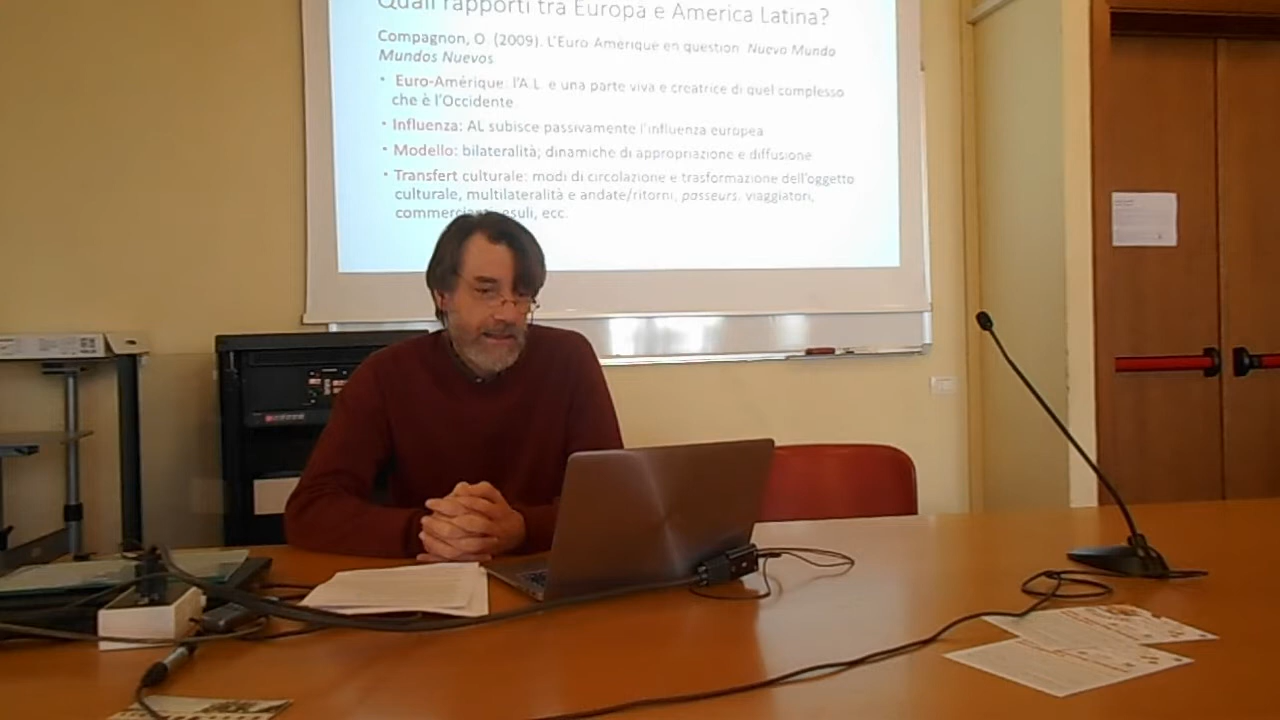 Quali rapporti tra Europa e America Latina?
Compagnon, O (2009). L'Euro-Amérique en question Nuevo Mundo
Mundos Nuevos
• Euro-Amérique: l'A.L. e una parte viva e creatrice di quel complesso
che è l'Occidente
• Influenza: AL subisce passivamente l'influenza europea
• Modello: bilateralità; dinamiche di appropriazione e diffusione
• Transfert culturale: modi di circolazione e trasformazione dell'oggetto
culturale, multilateralità e andate/ritorni, passeurs, viaggiatori,
esuli, ecc.